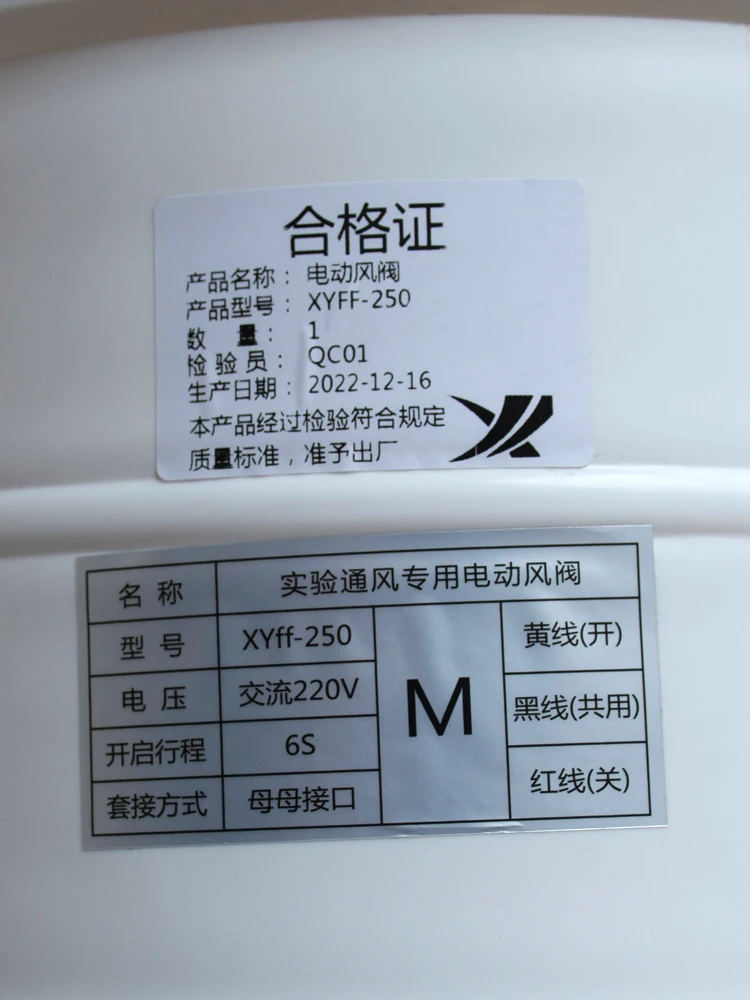 合格证
产品名称：电动风阀
产品型号：XYFF-250
数 量：1
检验员：QC01
生产日期：2022-12-16
本产品经过检验符合规定
质量标准，准予出厂
名 称 实验通风专用电动风阀
型 号 XYff-250
电 压 交流220V
开启行程 6S
套接方式 母母接口
M
黄线(开)
黑线(共用)
红线(关)